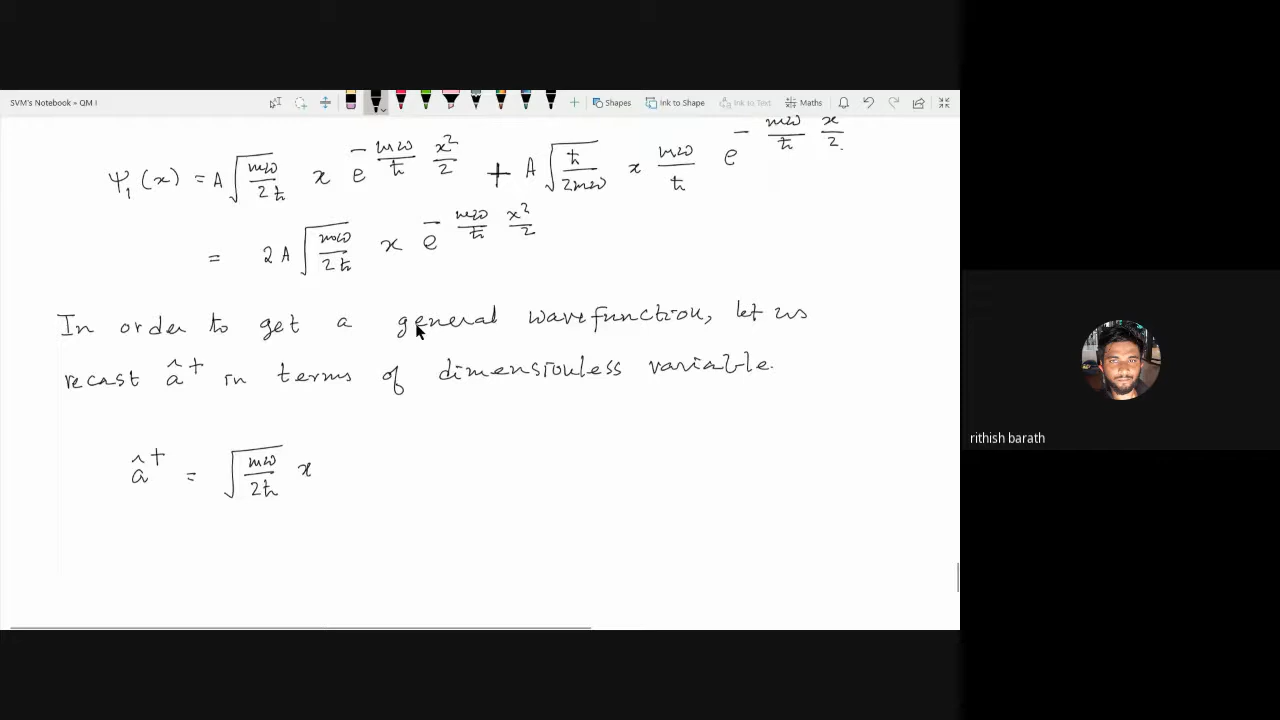 SVM's Notebook » QM I
Shapes Ink to Shape Ink to Text Maths
ψ₁(x) = A √(mω/2ħ) x e^(-mω/ħ x²/2) + A √(ħ/2mω) x mω/ħ e^(-mω/ħ x/2.)
= 2A √(mω/2ħ) x e^(-mω/ħ x²/2)
In order to get a general wavefunction, let us
recast â† in terms of dimensionless variable.
â† = √(mω/2ħ) x
rithish barath